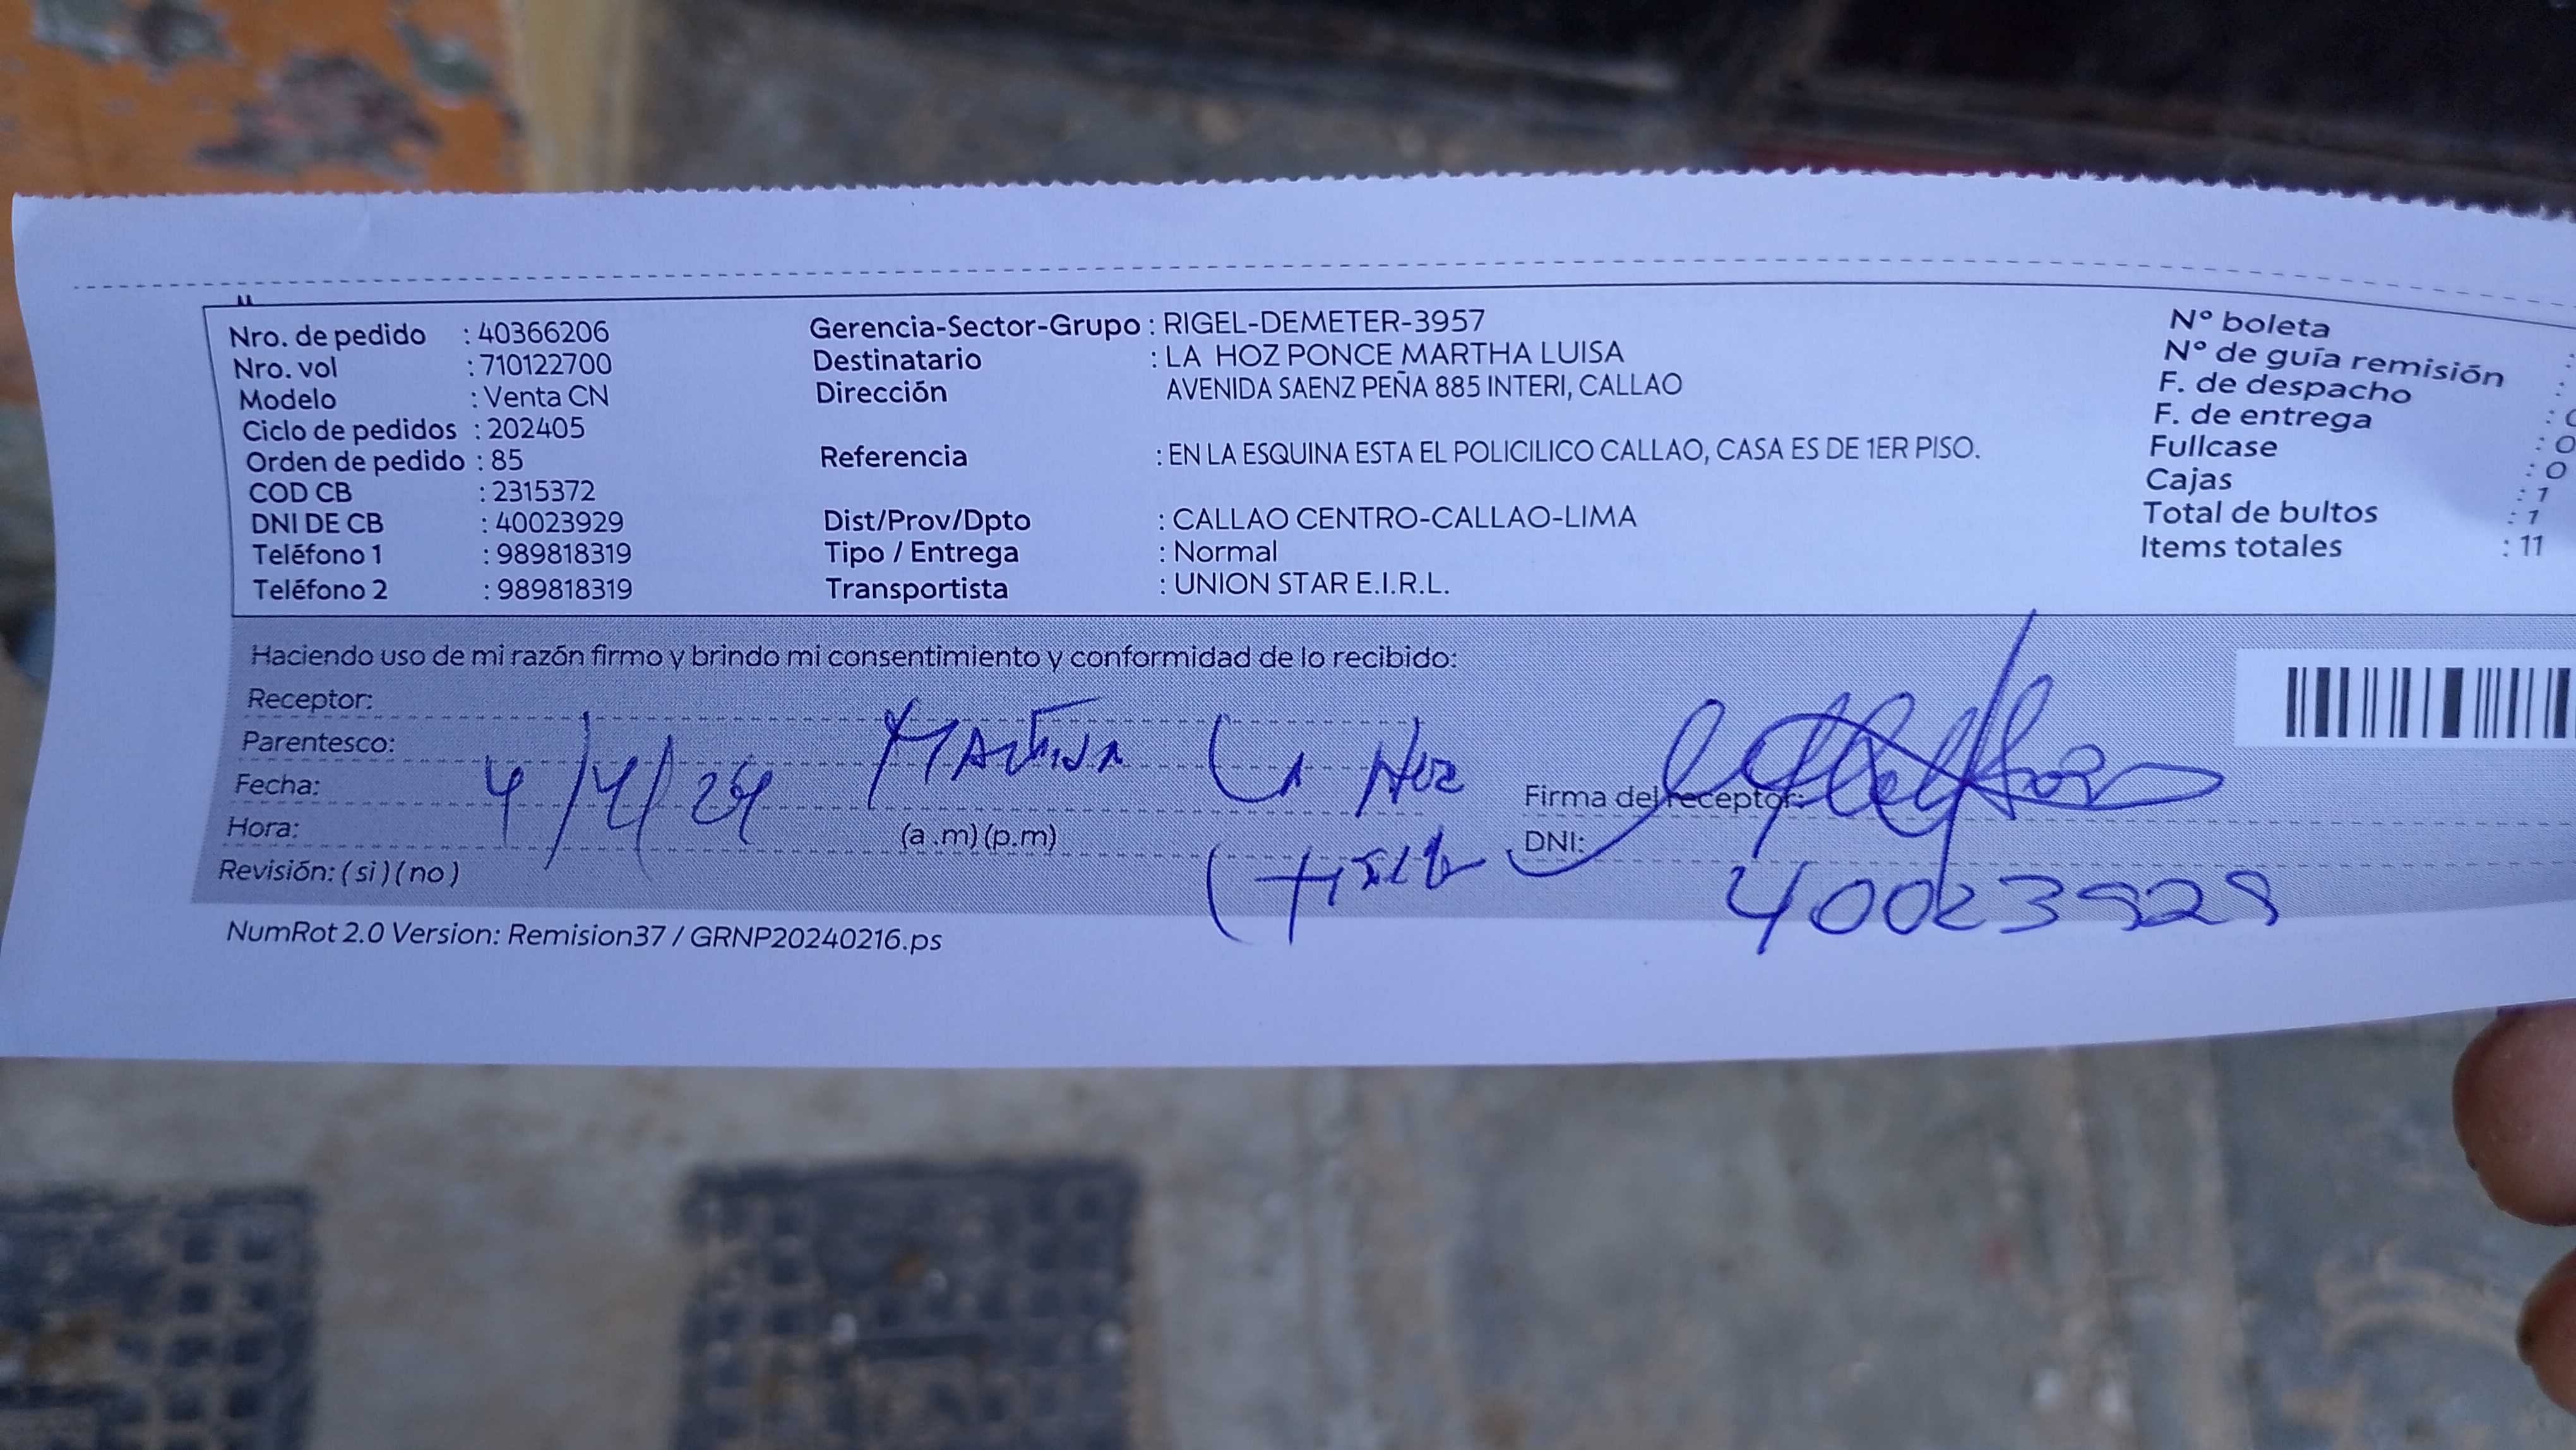 Nro. de pedido : 40366206
Nro. vol : 710122700
Modelo : Venta CN
Ciclo de pedidos : 202405
Orden de pedido : 85
COD CB : 2315372
DNI DE CB : 40023929
Teléfono 1 : 989818319
Teléfono 2 : 989818319
Gerencia-Sector-Grupo : RIGEL-DEMETER-3957
Destinatario : LA HOZ PONCE MARTHA LUISA
Dirección AVENIDA SAENZ PEÑA 885 INTERI, CALLAO
Referencia : EN LA ESQUINA ESTA EL POLICILICO CALLAO, CASA ES DE 1ER PISO.
Dist/Prov/Dpto : CALLAO CENTRO-CALLAO-LIMA
Tipo / Entrega : Normal
Transportista : UNION STAR E.I.R.L.
N° boleta :
N° de guía remisión :
F. de despacho
F. de entrega
Fullcase : 0
Cajas : 1
Total de bultos : 1
Items totales : 11
Haciendo uso de mi razón firmo y brindo mi consentimiento y conformidad de lo recibido:
Receptor:
Parentesco:
Fecha: 4/4/24
La Hoz
Firma del receptor:
Hora: (a .m) (p.m)
DNI: 40023929
Revisión: ( si ) ( no )
NumRot 2.0 Version: Remision37 / GRNP20240216.ps